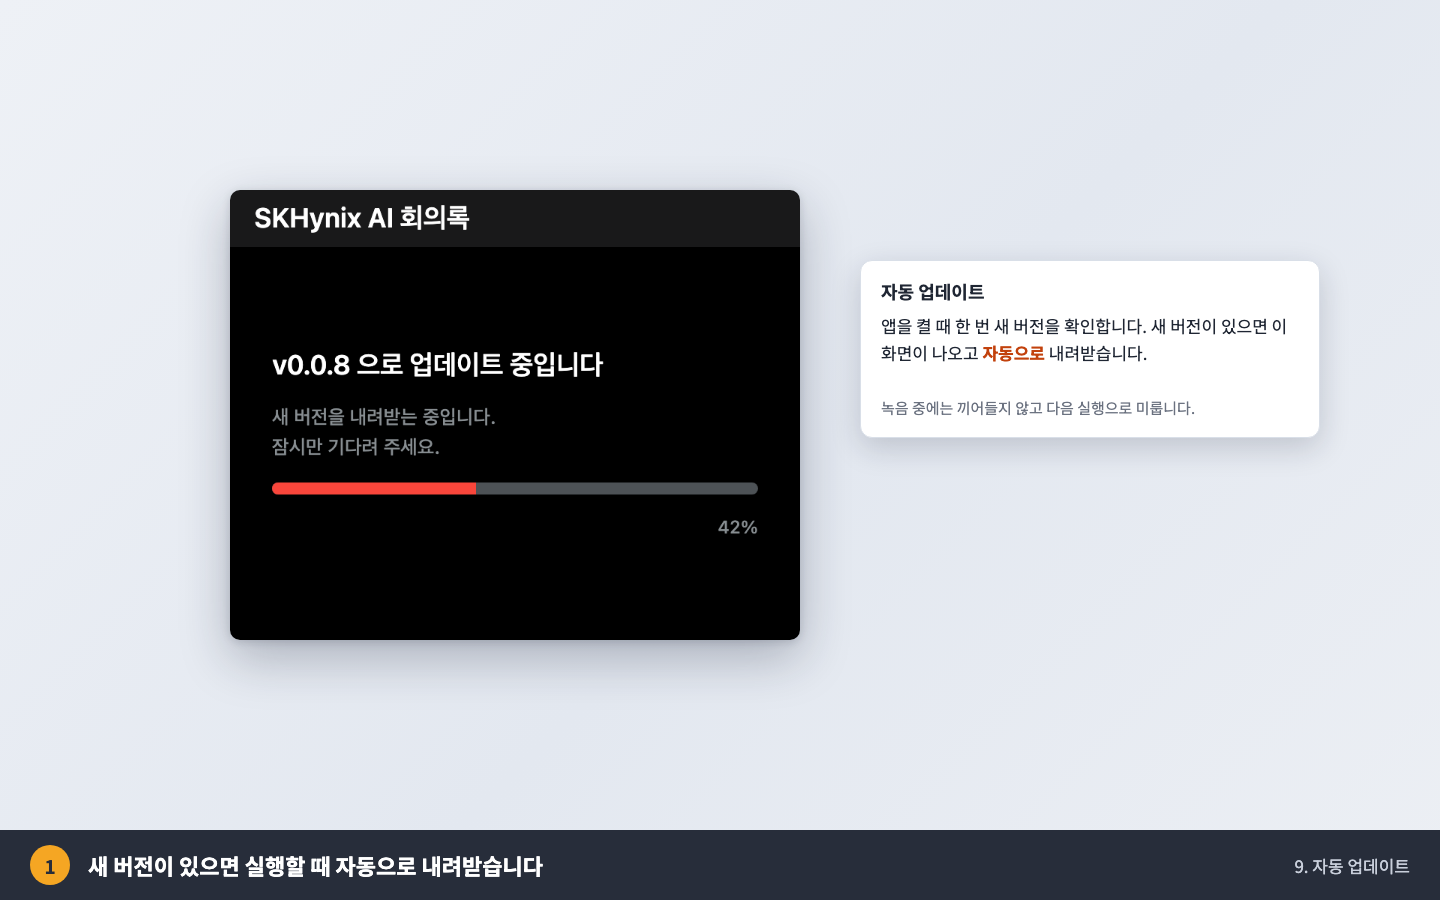 SKHynix AI 회의록
v0.0.8 으로 업데이트 중입니다
새 버전을 내려받는 중입니다.
잠시만 기다려 주세요.
42%
자동 업데이트
앱을 켤 때 한 번 새 버전을 확인합니다. 새 버전이 있으면 이
화면이 나오고 자동으로 내려받습니다.
녹음 중에는 끼어들지 않고 다음 실행으로 미룹니다.
1 새 버전이 있으면 실행할 때 자동으로 내려받습니다
9. 자동 업데이트